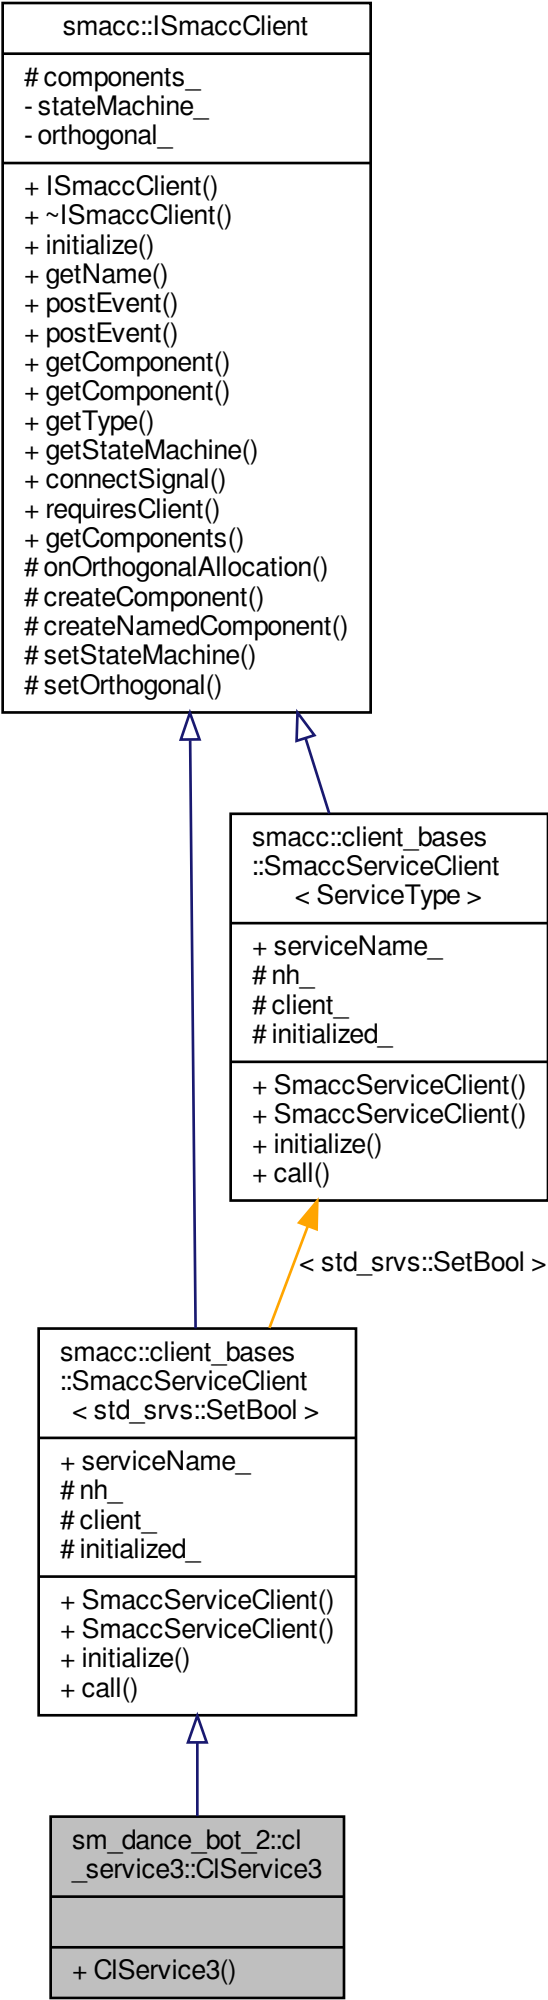 smacc::ISmaccClient
# components_
- stateMachine_
- orthogonal_
+ ISmaccClient()
+ ~ISmaccClient()
+ initialize()
+ getName()
+ postEvent()
+ postEvent()
+ getComponent()
+ getComponent()
+ getType()
+ getStateMachine()
+ connectSignal()
+ requiresClient()
+ getComponents()
# onOrthogonalAllocation()
# createComponent()
# createNamedComponent()
# setStateMachine()
# setOrthogonal()
smacc::client_bases
::SmaccServiceClient
< ServiceType >
+ serviceName_
# nh_
# client_
# initialized_
+ SmaccServiceClient()
+ SmaccServiceClient()
+ initialize()
+ call()
< std_srvs::SetBool >
smacc::client_bases
::SmaccServiceClient
< std_srvs::SetBool >
+ serviceName_
# nh_
# client_
# initialized_
+ SmaccServiceClient()
+ SmaccServiceClient()
+ initialize()
+ call()
sm_dance_bot_2::cl
_service3::ClService3
+ ClService3()